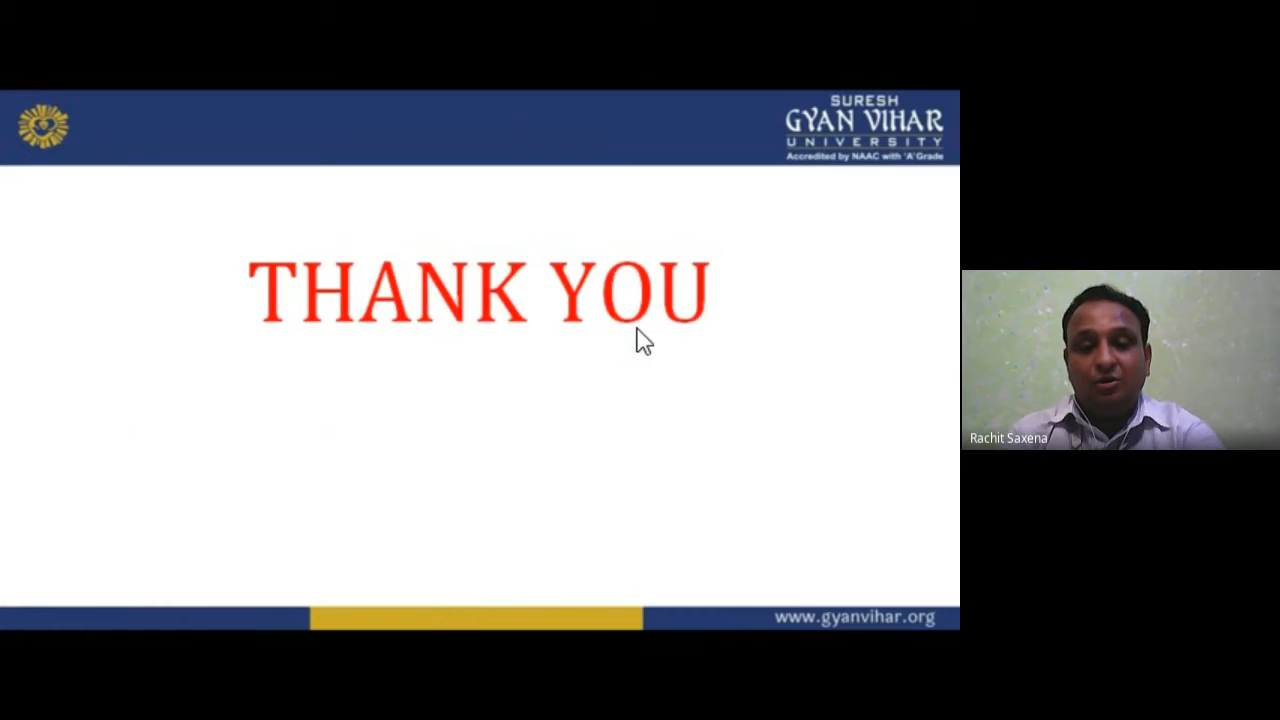 SURESH
GYAN VIHAR
UNIVERSITY
Accredited by NAAC with 'A' Grade
THANK YOU
Rachit Saxena
www.gyanvihar.org